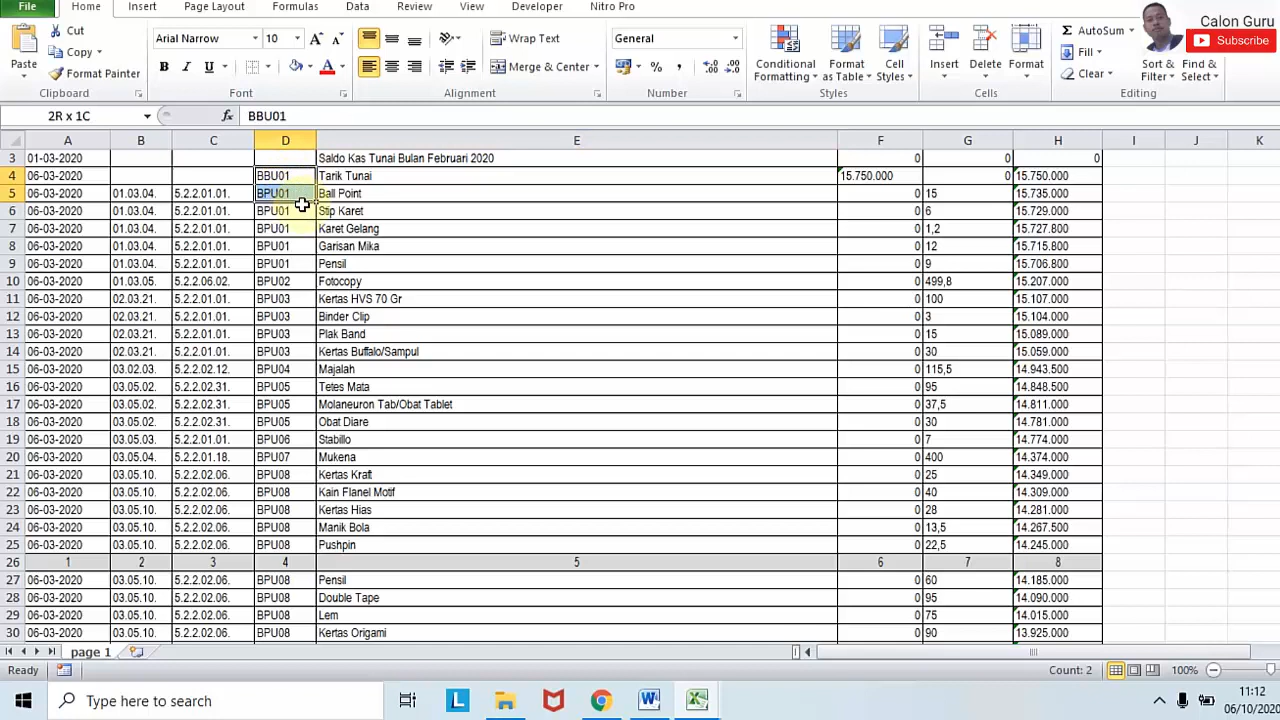 File Home Insert Page Layout Formulas Data Review View Developer Nitro Pro
Calon Guru
Subscribe
Paste Cut Copy Format Painter Clipboard
Arial Narrow 10 B I U A Font
Wrap Text Merge & Center Alignment
General % , Number
Conditional Formatting Format as Table Cell Styles Styles
Insert Delete Format Cells
Σ AutoSum Fill Clear Sort & Filter Find & Select Editing
2R x 1C fx BBU01
A B C D E F G H I J K
3 01-03-2020 Saldo Kas Tunai Bulan Februari 2020 0 0 0
4 06-03-2020 BBU01 Tarik Tunai 15.750.000 0 15.750.000
5 06-03-2020 01.03.04. 5.2.2.01.01. BPU01 Ball Point 0 15 15.735.000
6 06-03-2020 01.03.04. 5.2.2.01.01. BPU01 Stip Karet 0 6 15.729.000
7 06-03-2020 01.03.04. 5.2.2.01.01. BPU01 Karet Gelang 0 1,2 15.727.800
8 06-03-2020 01.03.04. 5.2.2.01.01. BPU01 Garisan Mika 0 12 15.715.800
9 06-03-2020 01.03.04. 5.2.2.01.01. BPU01 Pensil 0 9 15.706.800
10 06-03-2020 01.03.05. 5.2.2.06.02. BPU02 Fotocopy 0 499,8 15.207.000
11 06-03-2020 02.03.21. 5.2.2.01.01. BPU03 Kertas HVS 70 Gr 0 100 15.107.000
12 06-03-2020 02.03.21. 5.2.2.01.01. BPU03 Binder Clip 0 3 15.104.000
13 06-03-2020 02.03.21. 5.2.2.01.01. BPU03 Plak Band 0 15 15.089.000
14 06-03-2020 02.03.21. 5.2.2.01.01. BPU03 Kertas Buffalo/Sampul 0 30 15.059.000
15 06-03-2020 03.02.03. 5.2.2.02.12. BPU04 Majalah 0 115,5 14.943.500
16 06-03-2020 03.05.02. 5.2.2.02.31. BPU05 Tetes Mata 0 95 14.848.500
17 06-03-2020 03.05.02. 5.2.2.02.31. BPU05 Molaneuron Tab/Obat Tablet 0 37,5 14.811.000
18 06-03-2020 03.05.02. 5.2.2.02.31. BPU05 Obat Diare 0 30 14.781.000
19 06-03-2020 03.05.03. 5.2.2.01.01. BPU06 Stabillo 0 7 14.774.000
20 06-03-2020 03.05.04. 5.2.2.01.18. BPU07 Mukena 0 400 14.374.000
21 06-03-2020 03.05.10. 5.2.2.02.06. BPU08 Kertas Kraft 0 25 14.349.000
22 06-03-2020 03.05.10. 5.2.2.02.06. BPU08 Kain Flanel Motif 0 40 14.309.000
23 06-03-2020 03.05.10. 5.2.2.02.06. BPU08 Kertas Hias 0 28 14.281.000
24 06-03-2020 03.05.10. 5.2.2.02.06. BPU08 Manik Bola 0 13,5 14.267.500
25 06-03-2020 03.05.10. 5.2.2.02.06. BPU08 Pushpin 0 22,5 14.245.000
26 1 2 3 4 5 6 7 8
27 06-03-2020 03.05.10. 5.2.2.02.06. BPU08 Pensil 0 60 14.185.000
28 06-03-2020 03.05.10. 5.2.2.02.06. BPU08 Double Tape 0 95 14.090.000
29 06-03-2020 03.05.10. 5.2.2.02.06. BPU08 Lem 0 75 14.015.000
30 06-03-2020 03.05.10. 5.2.2.02.06. BPU08 Kertas Origami 0 90 13.925.000
page 1
Ready Count: 2 100%
Type here to search
11:12
06/10/2020